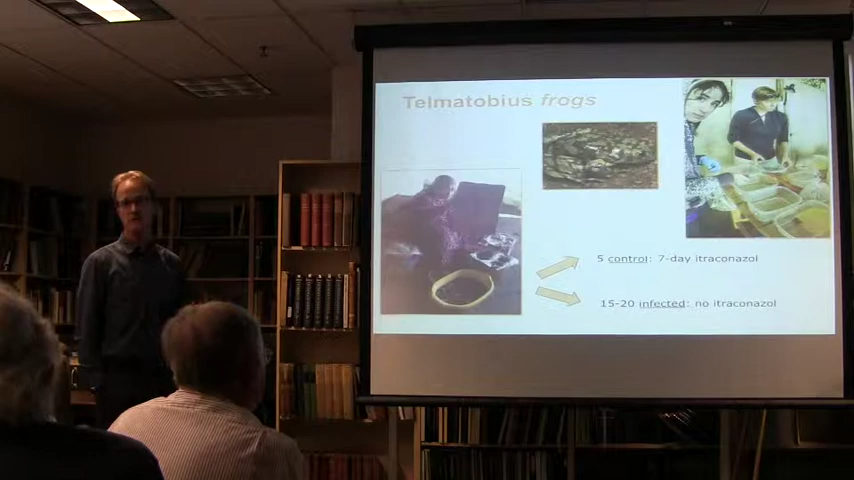 Telmatobius frogs
5 control: 7-day itraconazol
15-20 infected: no itraconazol